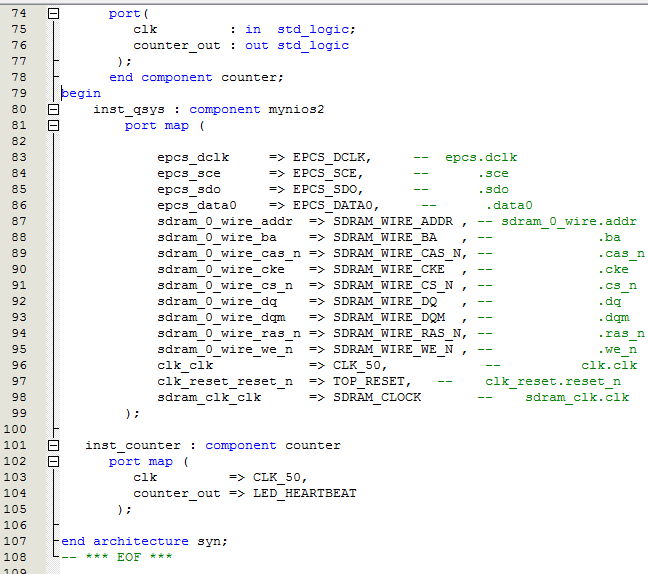 74 port(
75 clk : in std_logic;
76 counter_out : out std_logic
77 );
78 end component counter;
79 begin
80 inst_qsys : component mynios2
81 port map (
82
83 epcs_dclk => EPCS_DCLK, -- epcs.dclk
84 epcs_sce => EPCS_SCE, -- .sce
85 epcs_sdo => EPCS_SDO, -- .sdo
86 epcs_data0 => EPCS_DATA0, -- .data0
87 sdram_0_wire_addr => SDRAM_WIRE_ADDR , -- sdram_0_wire.addr
88 sdram_0_wire_ba => SDRAM_WIRE_BA , -- .ba
89 sdram_0_wire_cas_n => SDRAM_WIRE_CAS_N, -- .cas_n
90 sdram_0_wire_cke => SDRAM_WIRE_CKE , -- .cke
91 sdram_0_wire_cs_n => SDRAM_WIRE_CS_N , -- .cs_n
92 sdram_0_wire_dq => SDRAM_WIRE_DQ , -- .dq
93 sdram_0_wire_dqm => SDRAM_WIRE_DQM , -- .dqm
94 sdram_0_wire_ras_n => SDRAM_WIRE_RAS_N, -- .ras_n
95 sdram_0_wire_we_n => SDRAM_WIRE_WE_N , -- .we_n
96 clk_clk => CLK_50, -- clk.clk
97 clk_reset_reset_n => TOP_RESET, -- clk_reset.reset_n
98 sdram_clk_clk => SDRAM_CLOCK -- sdram_clk.clk
99 );
100
101 inst_counter : component counter
102 port map (
103 clk => CLK_50,
104 counter_out => LED_HEARTBEAT
105 );
106
107 end architecture syn;
108 -- *** EOF ***
109